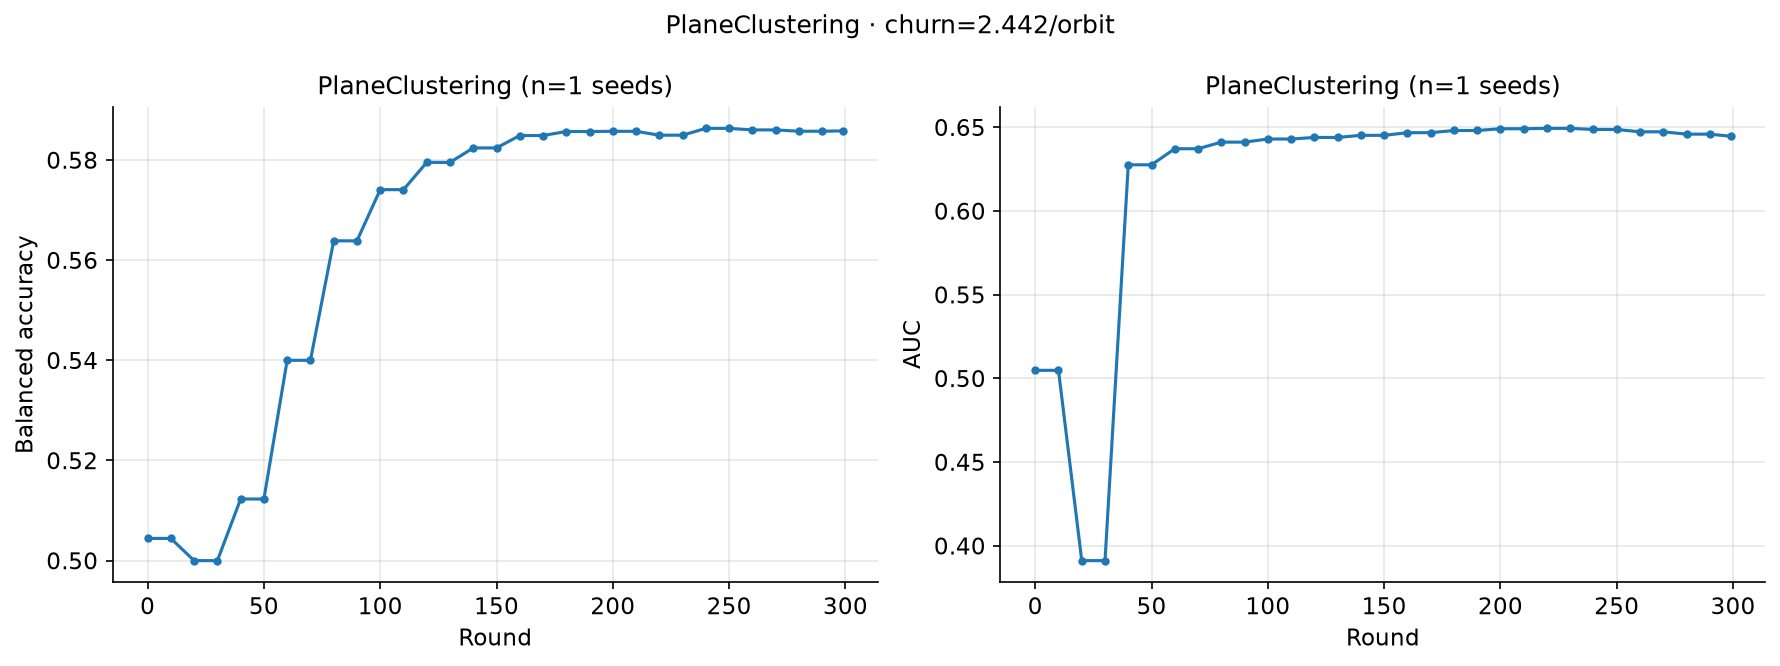 PlaneClustering · churn=2.442/orbit
PlaneClustering (n=1 seeds)
Balanced accuracy
0.58
0.56
0.54
0.52
0.50
0 50 100 150 200 250 300
Round
PlaneClustering (n=1 seeds)
AUC
0.65
0.60
0.55
0.50
0.45
0.40
0 50 100 150 200 250 300
Round